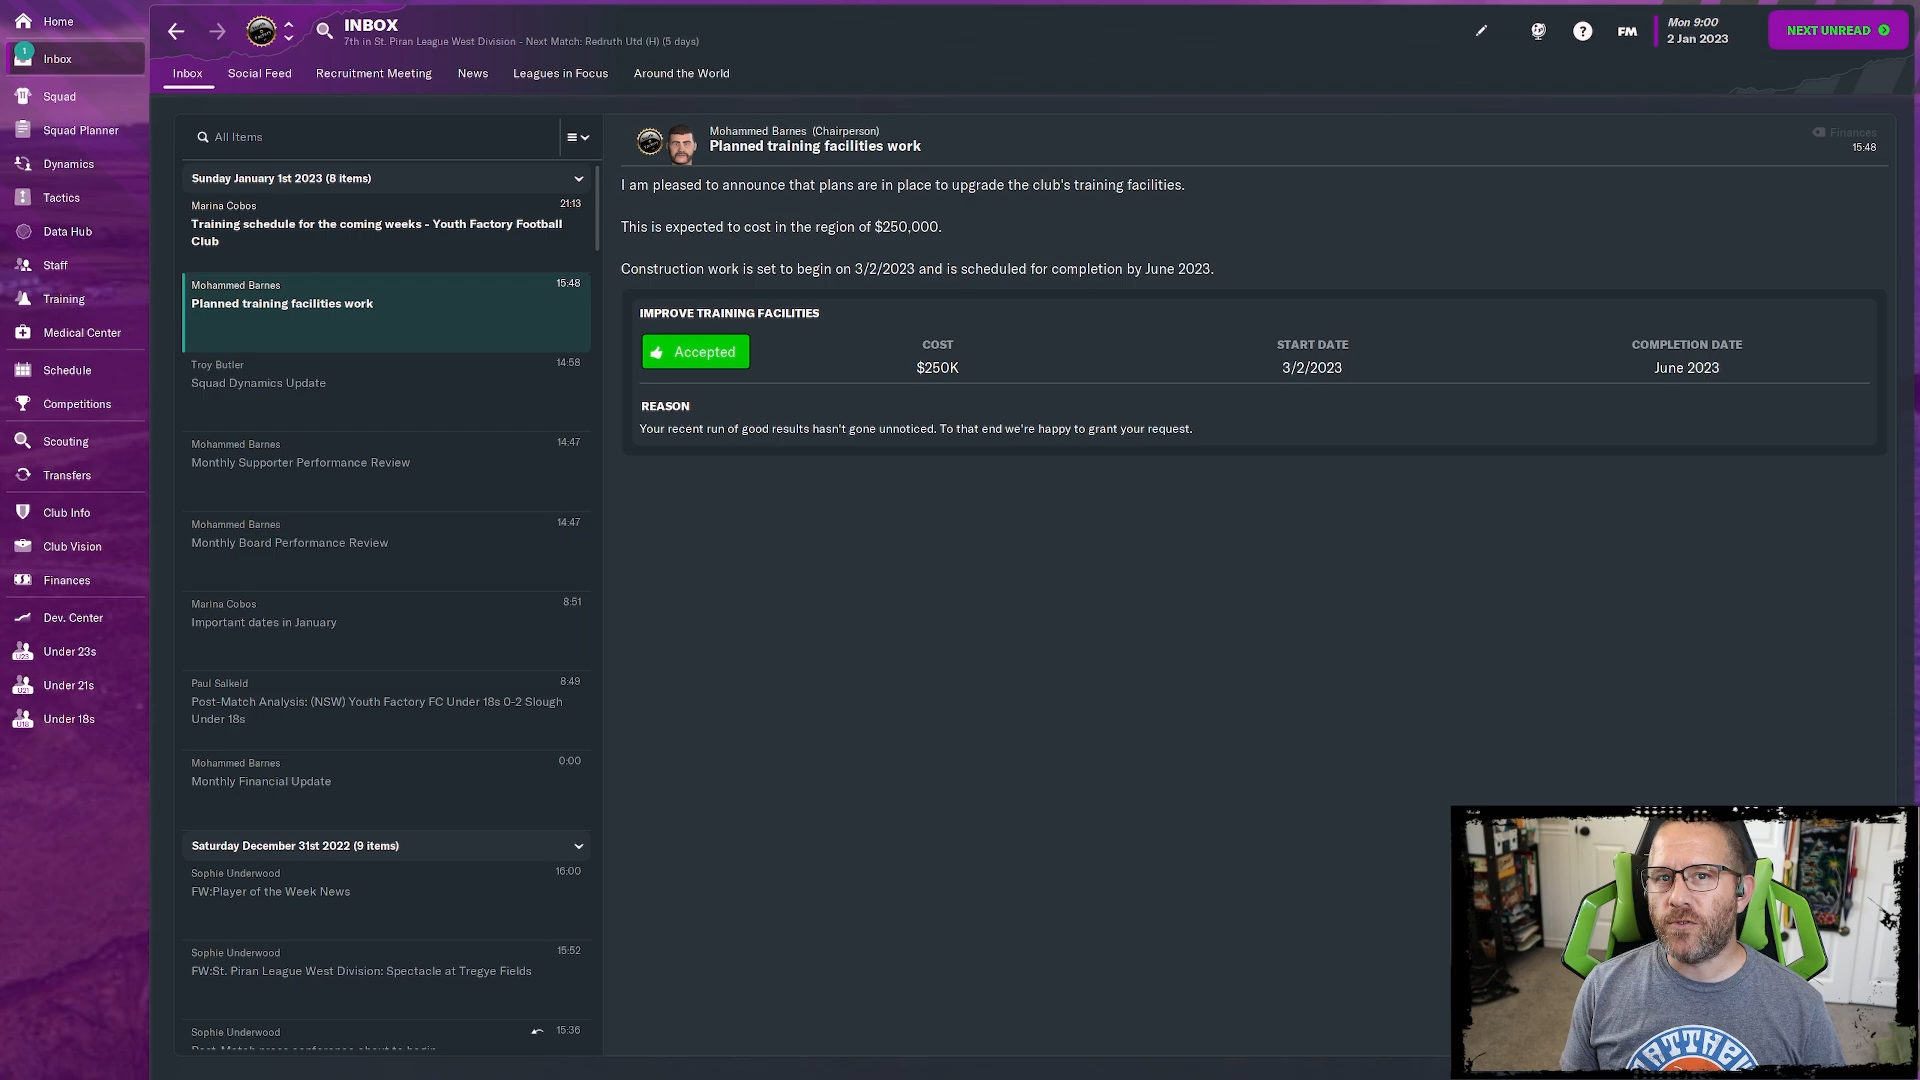 Home
1
Inbox
Squad
Squad Planner
Dynamics
Tactics
Data Hub
Staff
Training
Medical Center
Schedule
Competitions
Scouting
Transfers
Club Info
Club Vision
Finances
Dev. Center
U23
Under 23s
U21
Under 21s
U18
Under 18s
INBOX
7th in St. Piran League West Division - Next Match: Redruth Utd (H) (5 days)
FM
Mon 9:00
2 Jan 2023
NEXT UNREAD
Inbox
Social Feed
Recruitment Meeting
News
Leagues in Focus
Around the World
All Items
Sunday January 1st 2023 (8 items)
Marina Cobos
21:13
Training schedule for the coming weeks - Youth Factory Football
Club
Mohammed Barnes
15:48
Planned training facilities work
Troy Butler
14:58
Squad Dynamics Update
Mohammed Barnes
14:47
Monthly Supporter Performance Review
Mohammed Barnes
14:47
Monthly Board Performance Review
Marina Cobos
8:51
Important dates in January
Paul Salkeld
8:49
Post-Match Analysis: (NSW) Youth Factory FC Under 18s 0-2 Slough
Under 18s
Mohammed Barnes
0:00
Monthly Financial Update
Saturday December 31st 2022 (9 items)
Sophie Underwood
16:00
FW:Player of the Week News
Sophie Underwood
15:52
FW:St. Piran League West Division: Spectacle at Tregye Fields
Sophie Underwood
15:36
Post-Match press conference about to begin
Mohammed Barnes (Chairperson)
Planned training facilities work
Finances
15:48
I am pleased to announce that plans are in place to upgrade the club's training facilities.
This is expected to cost in the region of $250,000.
Construction work is set to begin on 3/2/2023 and is scheduled for completion by June 2023.
IMPROVE TRAINING FACILITIES
Accepted
COST
$250K
START DATE
3/2/2023
COMPLETION DATE
June 2023
REASON
Your recent run of good results hasn't gone unnoticed. To that end we're happy to grant your request.